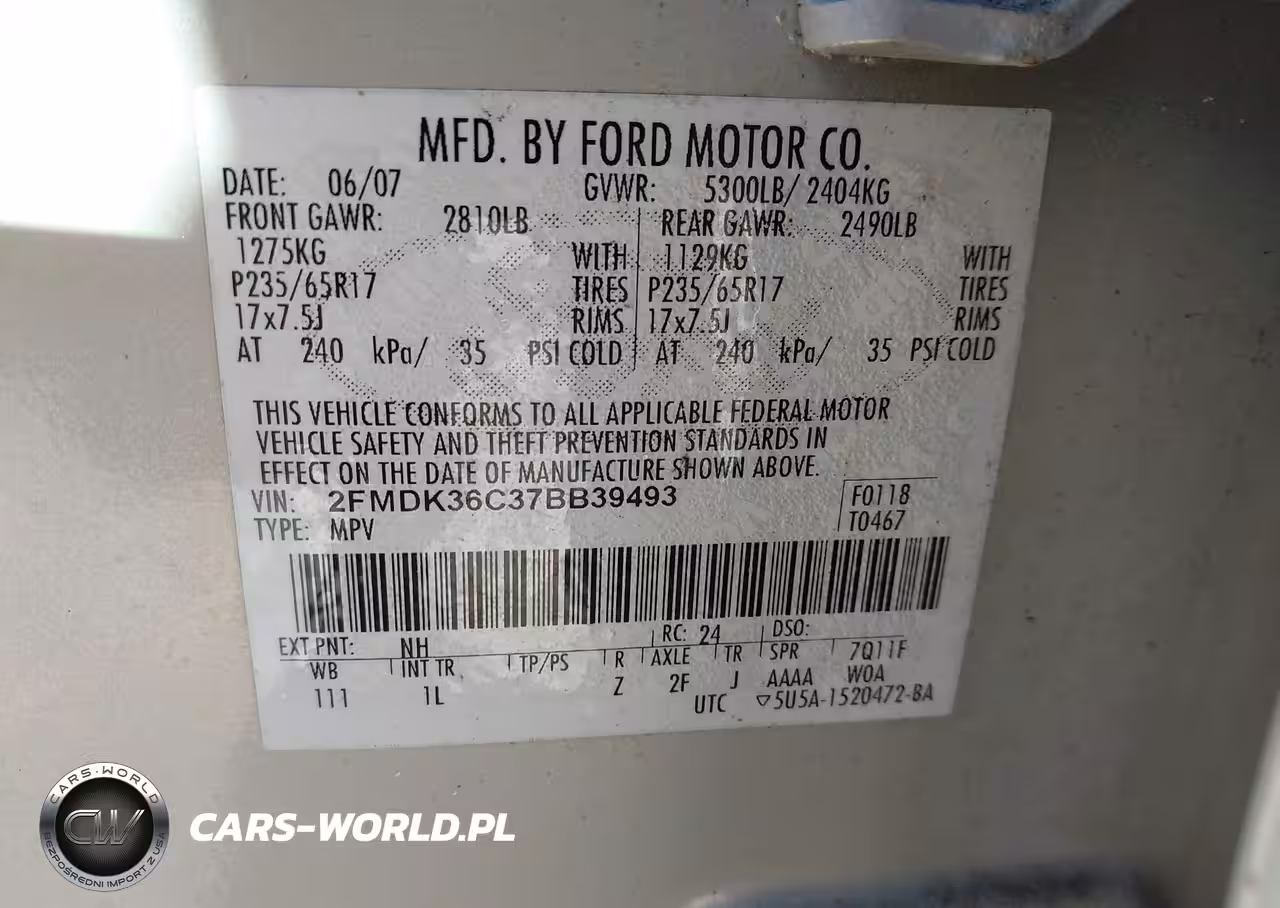 MFD. BY FORD MOTOR CO.
DATE: 06/07 GVWR: 5300LB/ 2404KG
FRONT GAWR: 2810LB REAR GAWR: 2490LB
1275KG WITH 1129KG WITH
P235/65R17 TIRES P235/65R17 TIRES
17x7.5J RIMS 17x7.5J RIMS
AT 240 kPa/ 35 PSI COLD AT 240 kPa/ 35 PSI COLD
THIS VEHICLE CONFORMS TO ALL APPLICABLE FEDERAL MOTOR
VEHICLE SAFETY AND THEFT PREVENTION STANDARDS IN
EFFECT ON THE DATE OF MANUFACTURE SHOWN ABOVE.
VIN: 2FMDK36C37BB39493 F0118
TYPE: MPV T0467
EXT PNT: NH RC: 24 DSO:
WB INT TR TP/PS R AXLE TR SPR 7Q11F
111 1L Z 2F J AAAA W0A
UTC ▽5U5A-1520472-BA
CARS-WORLD
CW
BEZPOŚREDNI IMPORT Z USA
CARS-WORLD.PL